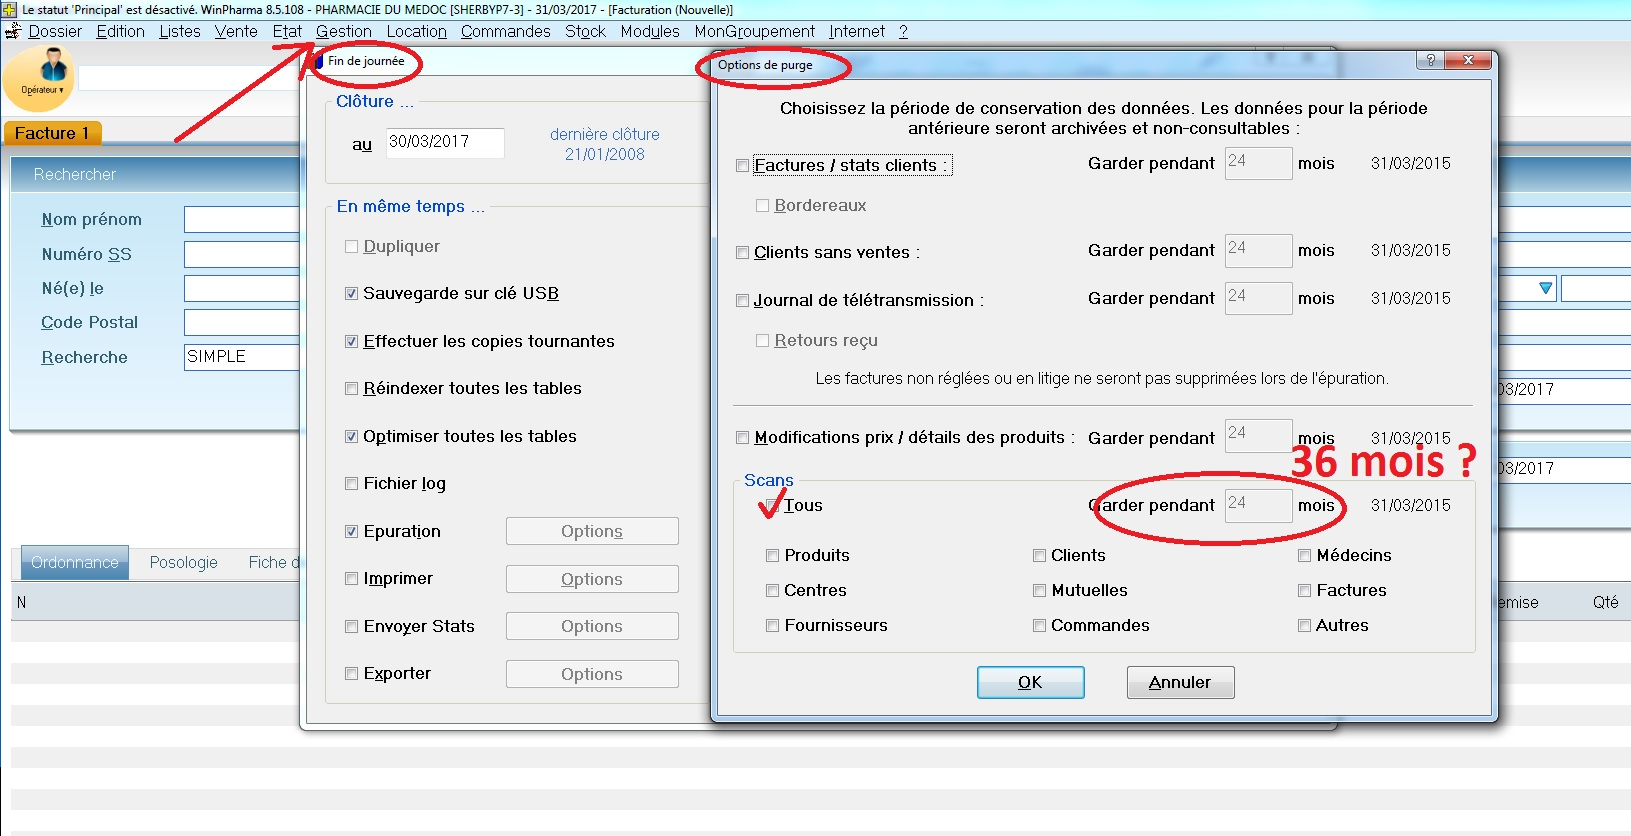 Le statut 'Principal' est désactivé. WinPharma 8.5.108 - PHARMACIE DU MEDOC [SHERBYP7-3] - 31/03/2017 - [Facturation (Nouvelle)]
Dossier Edition Listes Vente Etat Gestion Location Commandes Stock Modules MonGroupement Internet ?
Opérateur
Facture 1
Rechercher
Nom prénom
Numéro SS
Né(e) le
Code Postal
Recherche SIMPLE
Ordonnance Posologie Fiche d
N
Fin de journée
Clôture ...
au 30/03/2017
dernière clôture
21/01/2008
En même temps ...
Dupliquer
Sauvegarde sur clé USB
Effectuer les copies tournantes
Réindexer toutes les tables
Optimiser toutes les tables
Fichier log
Epuration Options
Imprimer Options
Envoyer Stats Options
Exporter Options
Options de purge
?
Choisissez la période de conservation des données. Les données pour la période
antérieure seront archivées et non-consultables :
Factures / stats clients : Garder pendant 24 mois 31/03/2015
Bordereaux
Clients sans ventes : Garder pendant 24 mois 31/03/2015
Journal de télétransmission : Garder pendant 24 mois 31/03/2015
Retours reçu
Les factures non réglées ou en litige ne seront pas supprimées lors de l'épuration.
Modifications prix / détails des produits : Garder pendant 24 mois 31/03/2015
36 mois ?
Scans
Tous Garder pendant 24 mois 31/03/2015
Produits Clients Médecins
Centres Mutuelles Factures
Fournisseurs Commandes Autres
OK Annuler
03/2017
03/2017
emise Qté